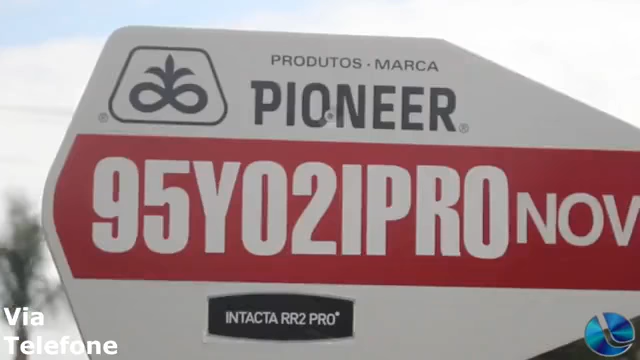 PRODUTOS · MARCA
PIONEER®
95Y02IPRO NOV
INTACTA RR2 PRO®
Via
Telefone